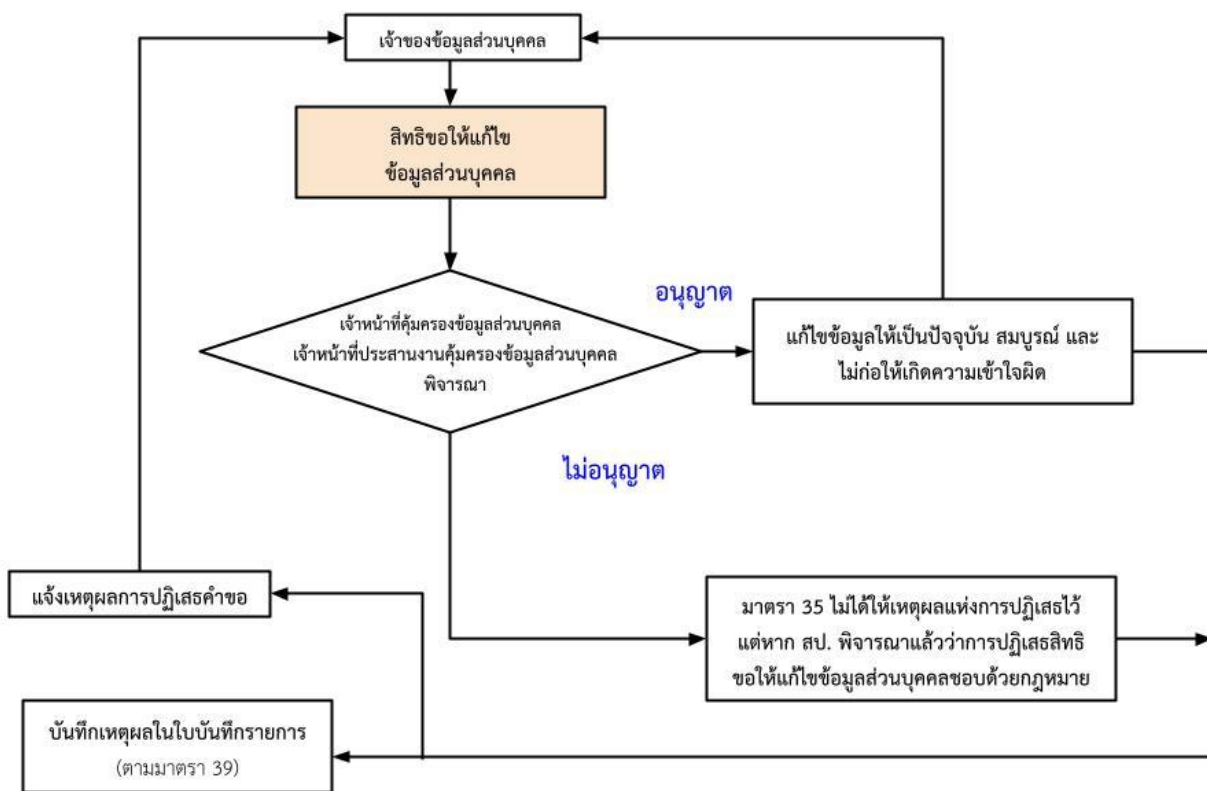 เจ้าของข้อมูลส่วนบุคคล
สิทธิขอให้แก้ไข
ข้อมูลส่วนบุคคล
อนุญาต
เจ้าหน้าที่คุ้มครองข้อมูลส่วนบุคคล
เจ้าหน้าที่ประสานงานคุ้มครองข้อมูลส่วนบุคคล
พิจารณา
แก้ไขข้อมูลให้เป็นปัจจุบัน สมบูรณ์ และ
ไม่ก่อให้เกิดความเข้าใจผิด
ไม่อนุญาต
แจ้งเหตุผลการปฏิเสธคำขอ
มาตรา 35 ไม่ได้ให้เหตุผลแห่งการปฏิเสธไว้
แต่หาก สป. พิจารณาแล้วว่าการปฏิเสธสิทธิ
ขอให้แก้ไขข้อมูลส่วนบุคคลชอบด้วยกฎหมาย
บันทึกเหตุผลในใบบันทึกรายการ
(ตามมาตรา 39)